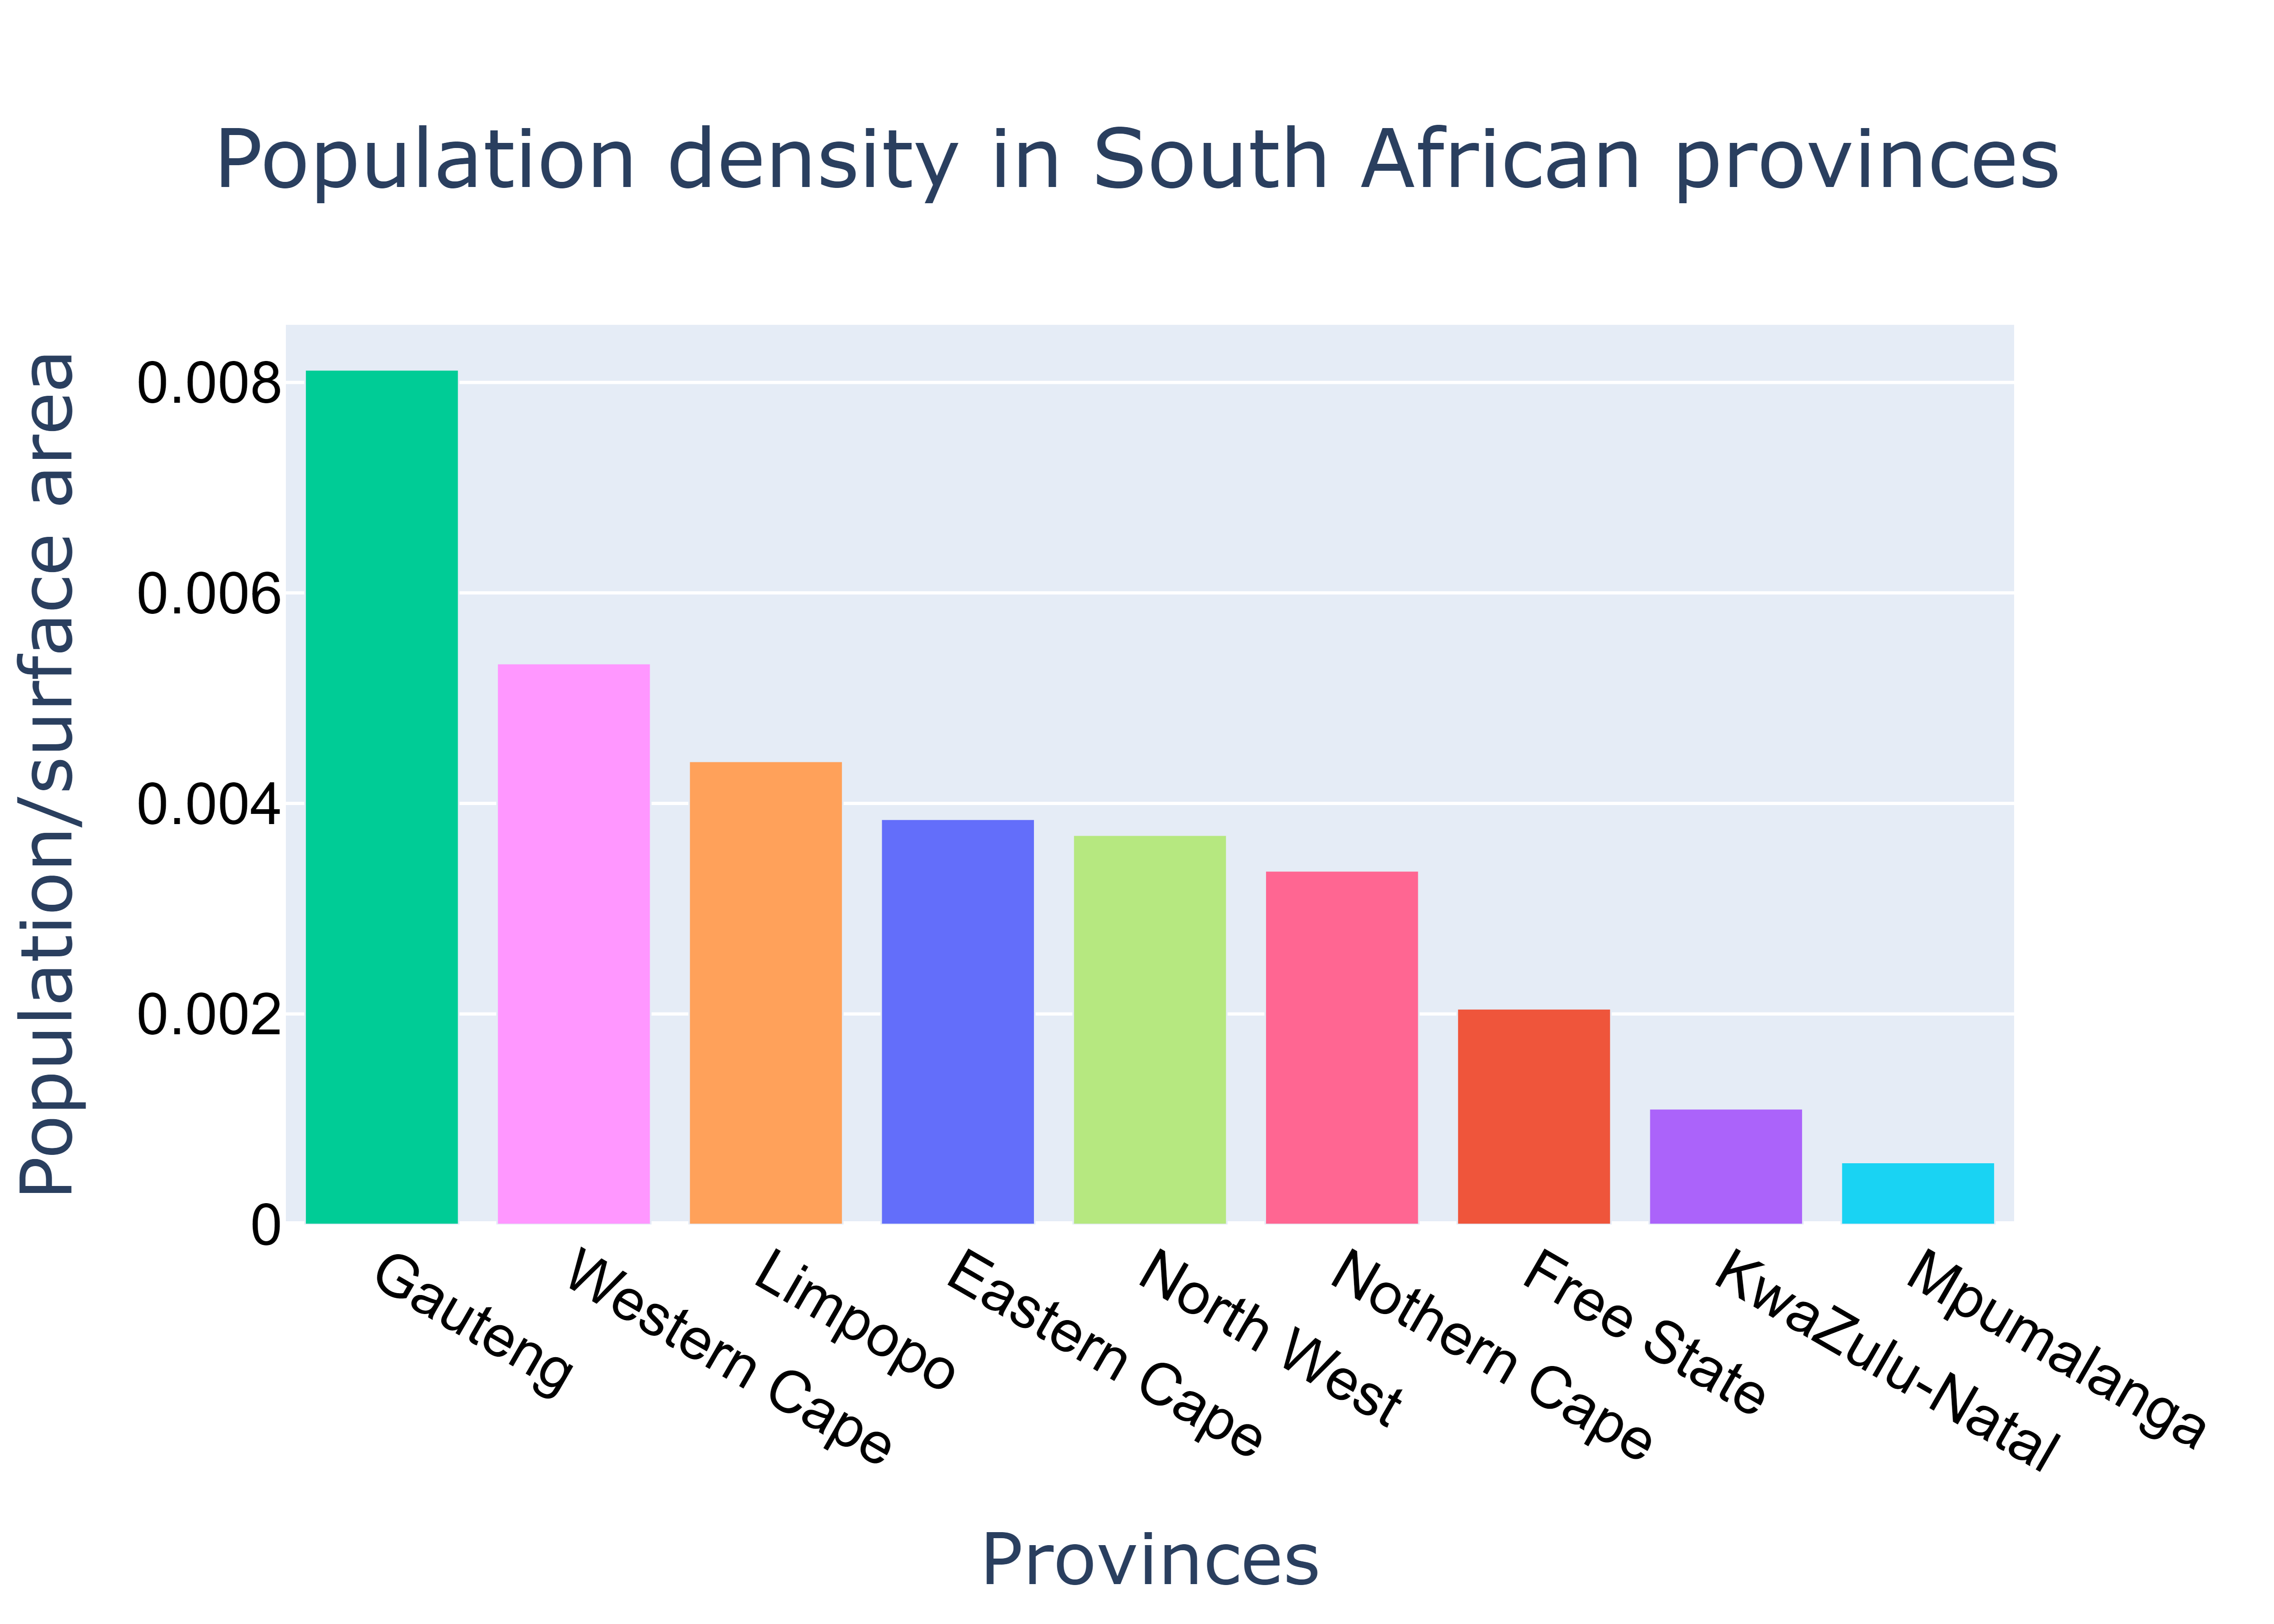 Population density in South African provinces
Population/surface area
0.008
0.006
0.004
0.002
0
Gauteng
Western Cape
Limpopo
Eastern Cape
North West
Nothern Cape
Free State
KwaZulu-Natal
Mpumalanga
Provinces